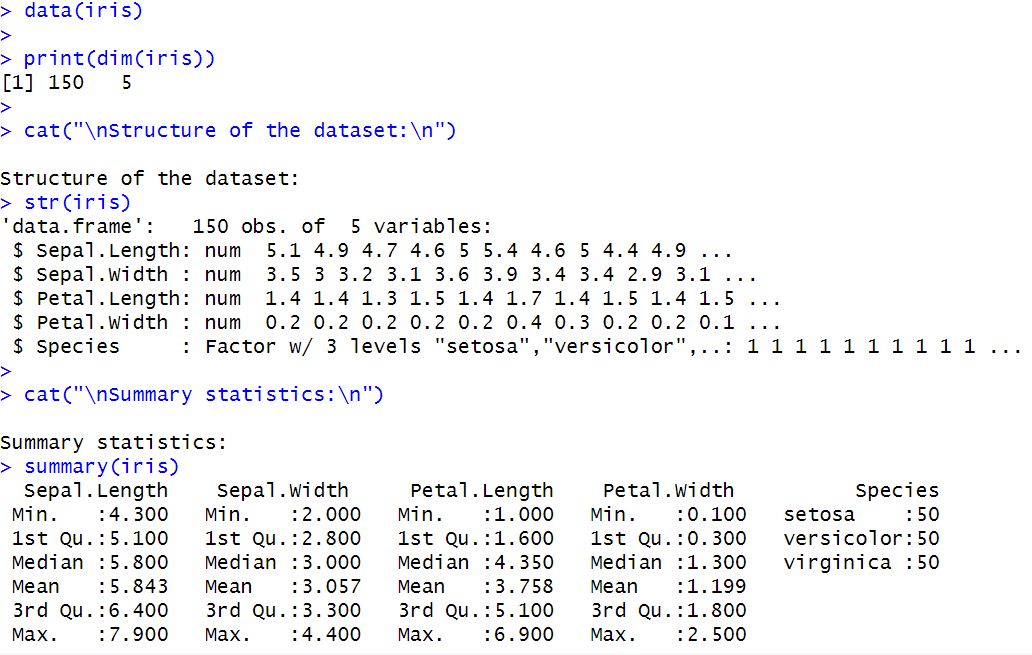 > data(iris)
>
> print(dim(iris))
[1] 150   5
>
> cat("\nStructure of the dataset:\n")

Structure of the dataset:
> str(iris)
'data.frame':   150 obs. of  5 variables:
 $ Sepal.Length: num  5.1 4.9 4.7 4.6 5 5.4 4.6 5 4.4 4.9 ...
 $ Sepal.Width : num  3.5 3 3.2 3.1 3.6 3.9 3.4 3.4 2.9 3.1 ...
 $ Petal.Length: num  1.4 1.4 1.3 1.5 1.4 1.7 1.4 1.5 1.4 1.5 ...
 $ Petal.Width : num  0.2 0.2 0.2 0.2 0.2 0.4 0.3 0.2 0.2 0.1 ...
 $ Species     : Factor w/ 3 levels "setosa","versicolor",..: 1 1 1 1 1 1 1 1 1 1 ...
>
> cat("\nSummary statistics:\n")

Summary statistics:
> summary(iris)
  Sepal.Length    Sepal.Width     Petal.Length    Petal.Width          Species
 Min.   :4.300   Min.   :2.000   Min.   :1.000   Min.   :0.100   setosa    :50
 1st Qu.:5.100   1st Qu.:2.800   1st Qu.:1.600   1st Qu.:0.300   versicolor:50
 Median :5.800   Median :3.000   Median :4.350   Median :1.300   virginica :50
 Mean   :5.843   Mean   :3.057   Mean   :3.758   Mean   :1.199
 3rd Qu.:6.400   3rd Qu.:3.300   3rd Qu.:5.100   3rd Qu.:1.800
 Max.   :7.900   Max.   :4.400   Max.   :6.900   Max.   :2.500